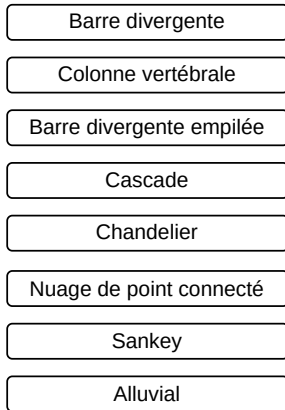 Barre divergente
Colonne vertébrale
Barre divergente empilée
Cascade
Chandelier
Nuage de point connecté
Sankey
Alluvial